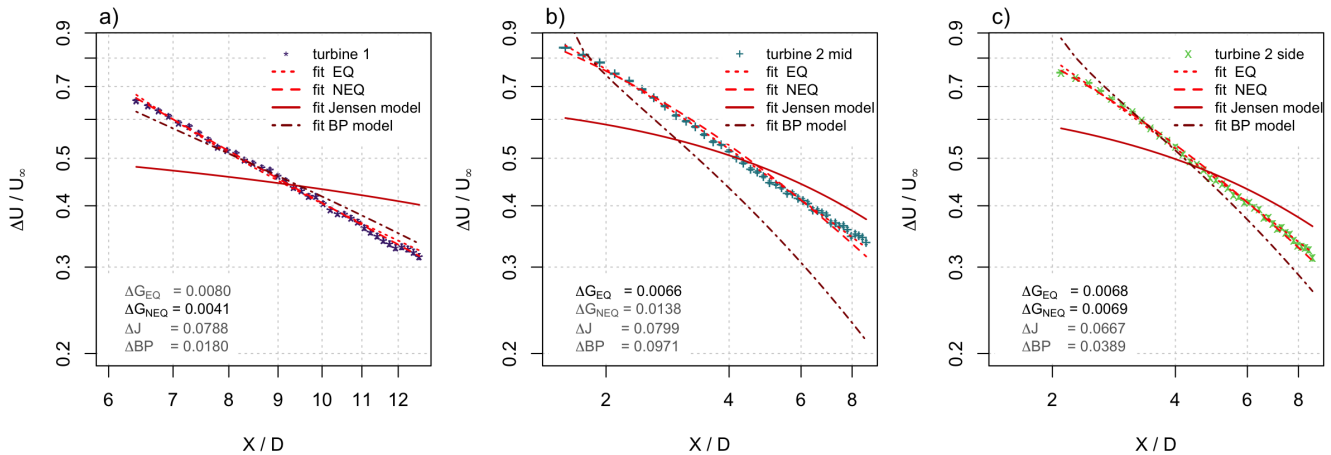 a)
0.9
0.7
0.5
0.4
0.3
0.2
ΔU / U∞
turbine 1
fit EQ
fit NEQ
fit Jensen model
fit BP model
ΔG_EQ = 0.0080
ΔG_NEQ = 0.0041
ΔJ = 0.0788
ΔBP = 0.0180
6 7 8 9 10 11 12
X / D
b)
0.9
0.7
0.5
0.4
0.3
0.2
ΔU / U∞
turbine 2 mid
fit EQ
fit NEQ
fit Jensen model
fit BP model
ΔG_EQ = 0.0066
ΔG_NEQ = 0.0138
ΔJ = 0.0799
ΔBP = 0.0971
2 4 6 8
X / D
c)
0.9
0.7
0.5
0.4
0.3
0.2
ΔU / U∞
turbine 2 side
fit EQ
fit NEQ
fit Jensen model
fit BP model
ΔG_EQ = 0.0068
ΔG_NEQ = 0.0069
ΔJ = 0.0667
ΔBP = 0.0389
2 4 6 8
X / D